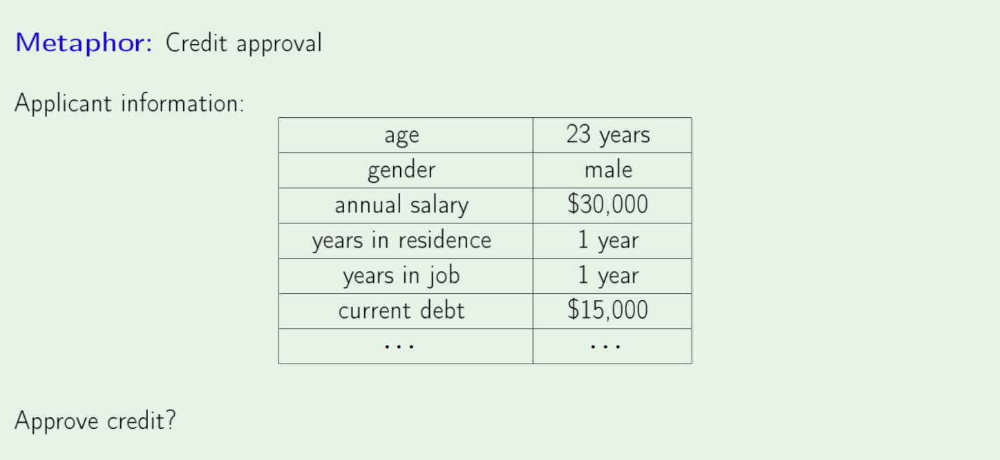 Metaphor: Credit approval
Applicant information:
age 23 years
gender male
annual salary $30,000
years in residence 1 year
years in job 1 year
current debt $15,000
··· ···
Approve credit?